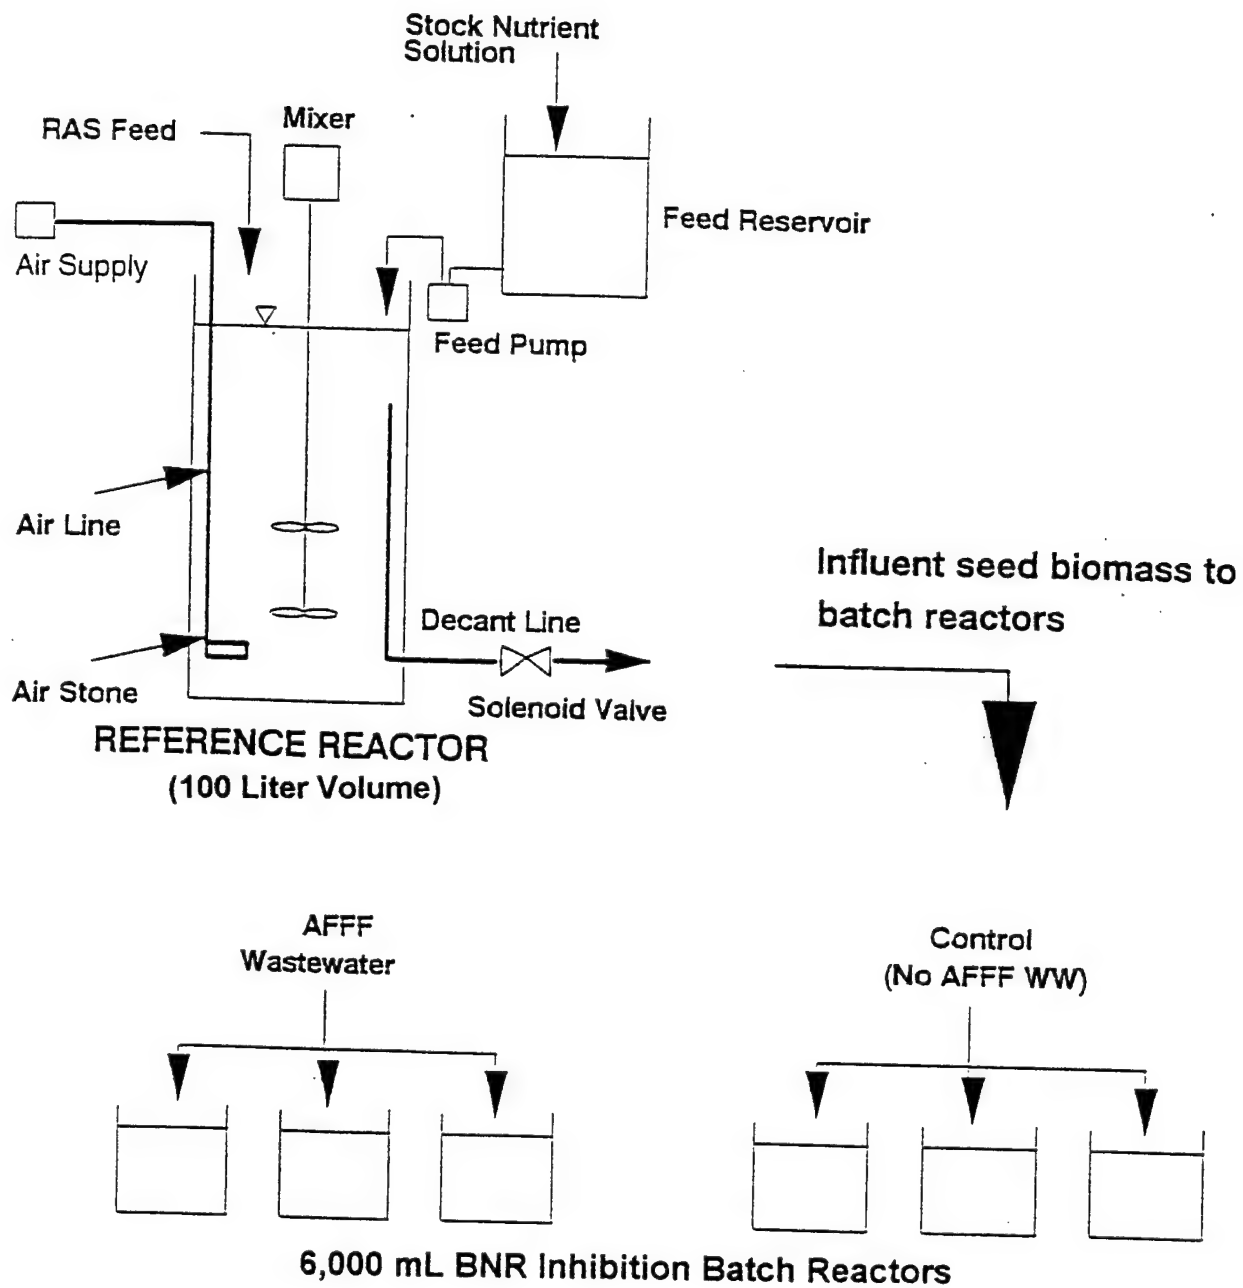 Stock Nutrient
Solution
Mixer
RAS Feed
Feed Reservoir
Air Supply
Feed Pump
Air Line
Influent seed biomass to
batch reactors
Decant Line
Air Stone
Solenoid Valve
REFERENCE REACTOR
(100 Liter Volume)
AFFF
Wastewater
Control
(No AFFF WW)
6,000 mL BNR Inhibition Batch Reactors